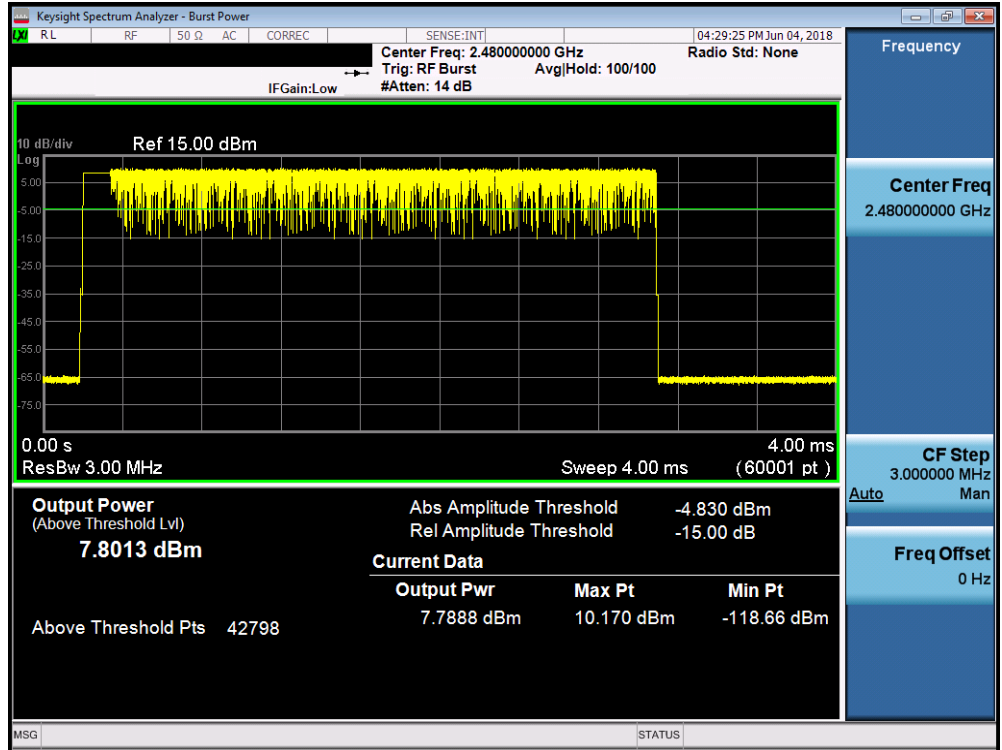 Keysight Spectrum Analyzer - Burst Power
LXI RL RF 50 Ω AC CORREC SENSE:INT 04:29:25 PM Jun 04, 2018
Center Freq: 2.480000000 GHz Radio Std: None
Trig: RF Burst Avg|Hold: 100/100
IFGain:Low #Atten: 14 dB
10 dB/div Ref 15.00 dBm
Log
5.00
-5.00
-15.0
-25.0
-35.0
-45.0
-55.0
-65.0
-75.0
0.00 s 4.00 ms
ResBw 3.00 MHz Sweep 4.00 ms (60001 pt)
Output Power
(Above Threshold Lvl)
7.8013 dBm
Above Threshold Pts 42798
Abs Amplitude Threshold -4.830 dBm
Rel Amplitude Threshold -15.00 dB
Current Data
Output Pwr Max Pt Min Pt
7.7888 dBm 10.170 dBm -118.66 dBm
Frequency
Center Freq
2.480000000 GHz
CF Step
3.000000 MHz
Auto Man
Freq Offset
0 Hz
MSG STATUS